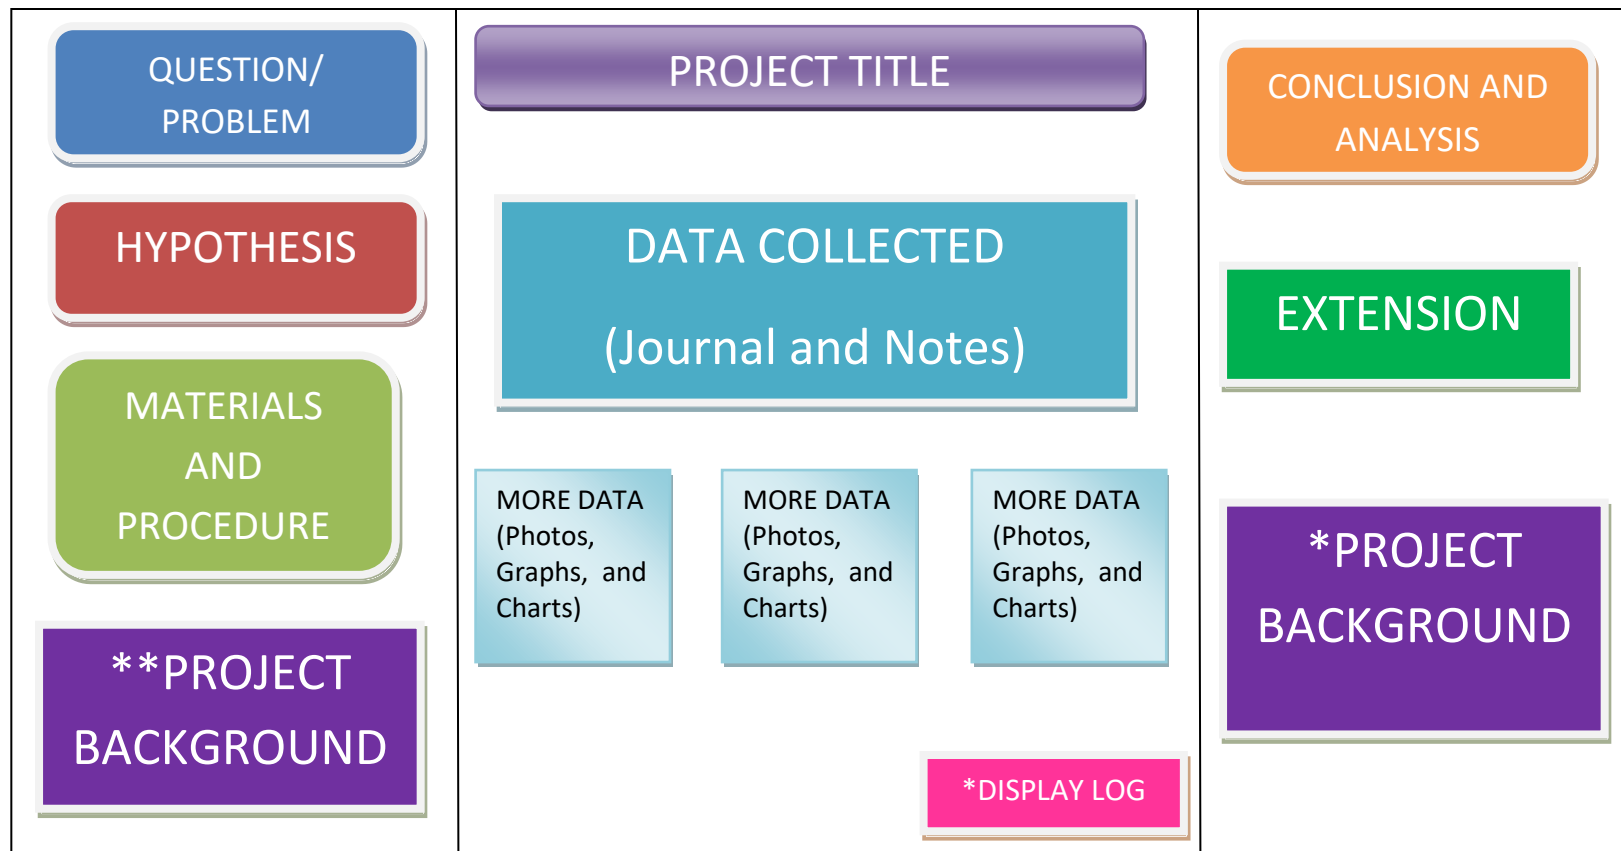 QUESTION/
PROBLEM
HYPOTHESIS
MATERIALS
AND
PROCEDURE
**PROJECT
BACKGROUND
PROJECT TITLE
DATA COLLECTED
(Journal and Notes)
MORE DATA
(Photos,
Graphs, and
Charts)
MORE DATA
(Photos,
Graphs, and
Charts)
MORE DATA
(Photos,
Graphs, and
Charts)
*DISPLAY LOG
CONCLUSION AND
ANALYSIS
EXTENSION
*PROJECT
BACKGROUND